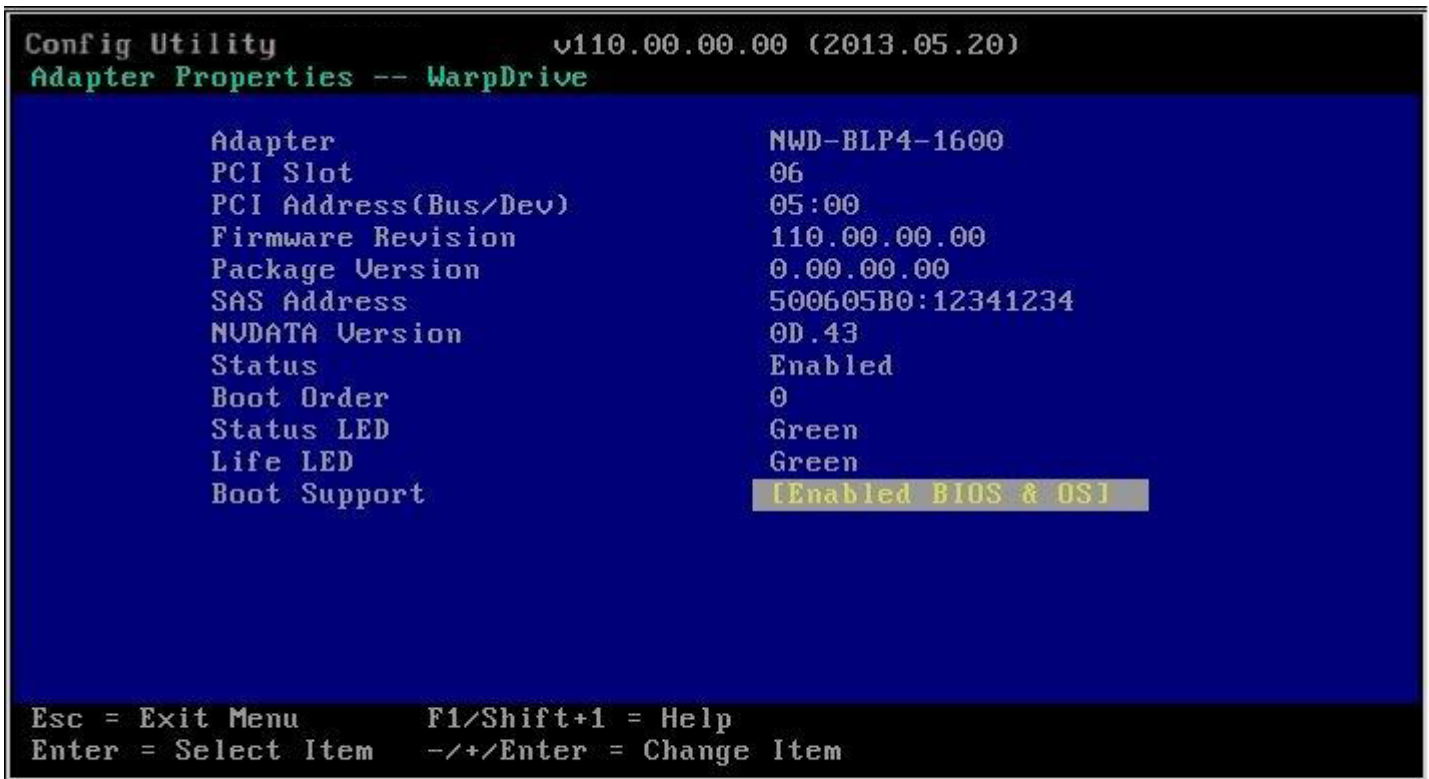 Config Utility v110.00.00.00 (2013.05.20)
Adapter Properties -- WarpDrive
Adapter NWD-BLP4-1600
PCI Slot 06
PCI Address(Bus/Dev) 05:00
Firmware Revision 110.00.00.00
Package Version 0.00.00.00
SAS Address 500605B0:12341234
NVDATA Version 0D.43
Status Enabled
Boot Order 0
Status LED Green
Life LED Green
Boot Support [Enabled BIOS & OS]
Esc = Exit Menu F1/Shift+1 = Help
Enter = Select Item -/+/Enter = Change Item